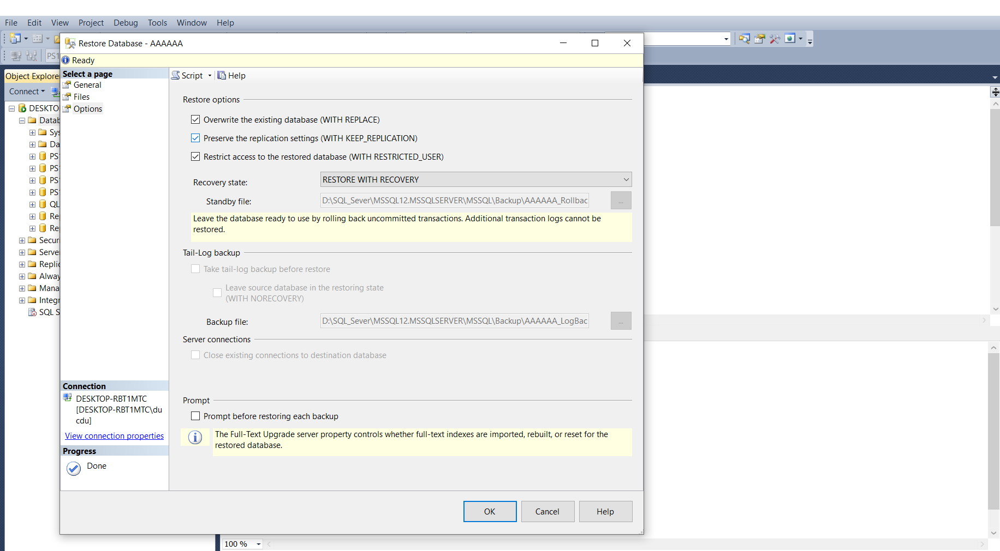 File Edit View Project Debug Tools Window Help
Restore Database - AAAAAA
PS1
Ready
Object Explore
Connect
DESKTO
Datab
Sys
Da
PS
PS
PS
PS
QL
Re
Re
Secur
Serve
Replic
Alway
Mana
Integr
SQL S
Select a page
General
Files
Options
Script Help
Restore options
Overwrite the existing database (WITH REPLACE)
Preserve the replication settings (WITH KEEP_REPLICATION)
Restrict access to the restored database (WITH RESTRICTED_USER)
Recovery state: RESTORE WITH RECOVERY
Standby file: D:\SQL_Sever\MSSQL12.MSSQLSERVER\MSSQL\Backup\AAAAAA_Rollbac ...
Leave the database ready to use by rolling back uncommitted transactions. Additional transaction logs cannot be
restored.
Tail-Log backup
Take tail-log backup before restore
Leave source database in the restoring state
(WITH NORECOVERY)
Backup file: D:\SQL_Sever\MSSQL12.MSSQLSERVER\MSSQL\Backup\AAAAAA_LogBac ...
Server connections
Close existing connections to destination database
Prompt
Prompt before restoring each backup
The Full-Text Upgrade server property controls whether full-text indexes are imported, rebuilt, or reset for the
restored database.
Connection
DESKTOP-RBT1MTC
[DESKTOP-RBT1MTC\du
cdu]
View connection properties
Progress
Done
OK Cancel Help
100 %